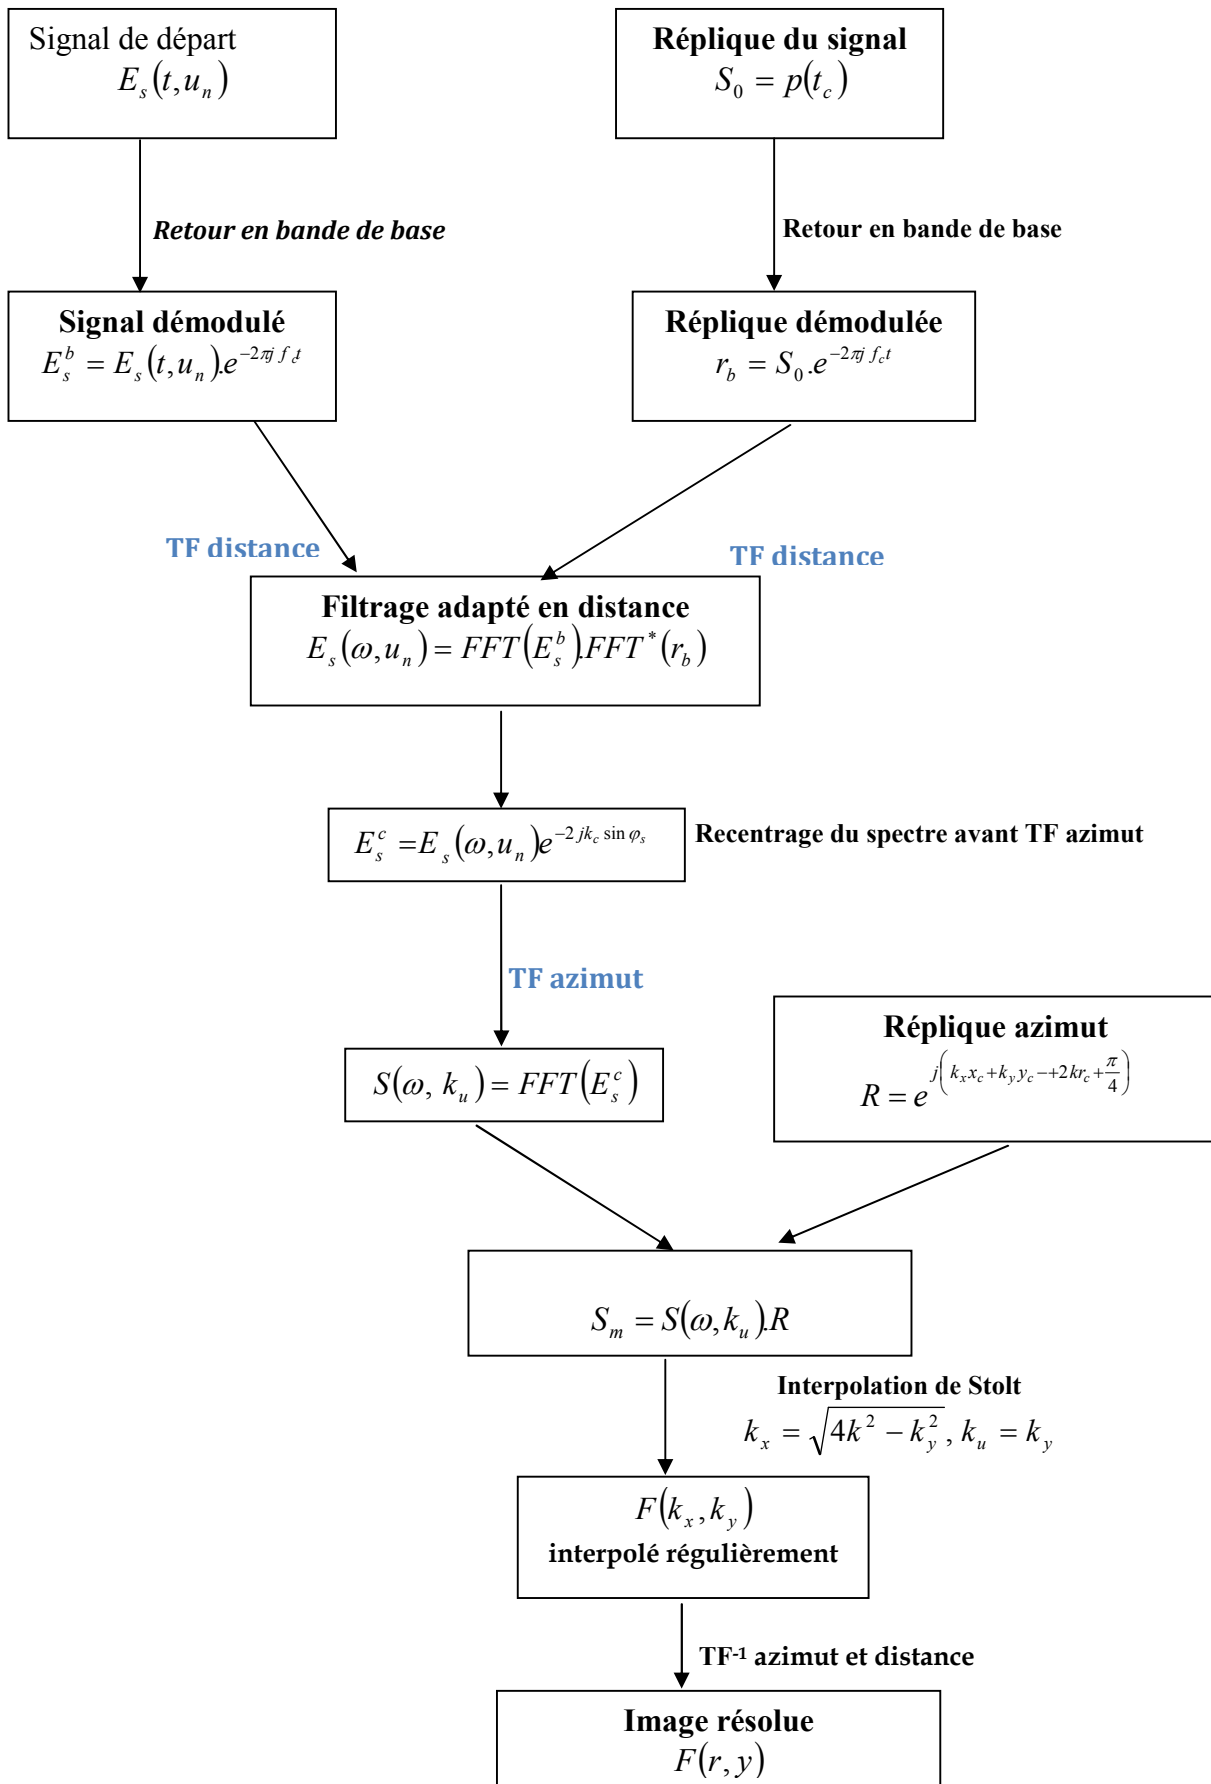 Signal de départ
E_s(t,u_n)
Réplique du signal
S_0 = p(t_c)
Retour en bande de base
Retour en bande de base
Signal démodulé
E_s^b = E_s(t,u_n).e^{-2πj f_c t}
Réplique démodulée
r_b = S_0.e^{-2πj f_c t}
TF distance
TF distance
Filtrage adapté en distance
E_s(ω,u_n) = FFT(E_s^b).FFT^*(r_b)
E_s^c = E_s(ω,u_n)e^{-2jk_c sin φ_s}
Recentrage du spectre avant TF azimut
TF azimut
Réplique azimut
R = e^{j(k_x x_c + k_y y_c − +2kr_c + π/4)}
S(ω, k_u) = FFT(E_s^c)
S_m = S(ω,k_u).R
Interpolation de Stolt
k_x = √(4k² − k_y²), k_u = k_y
F(k_x,k_y)
interpolé régulièrement
TF⁻¹ azimut et distance
Image résolue
F(r,y)